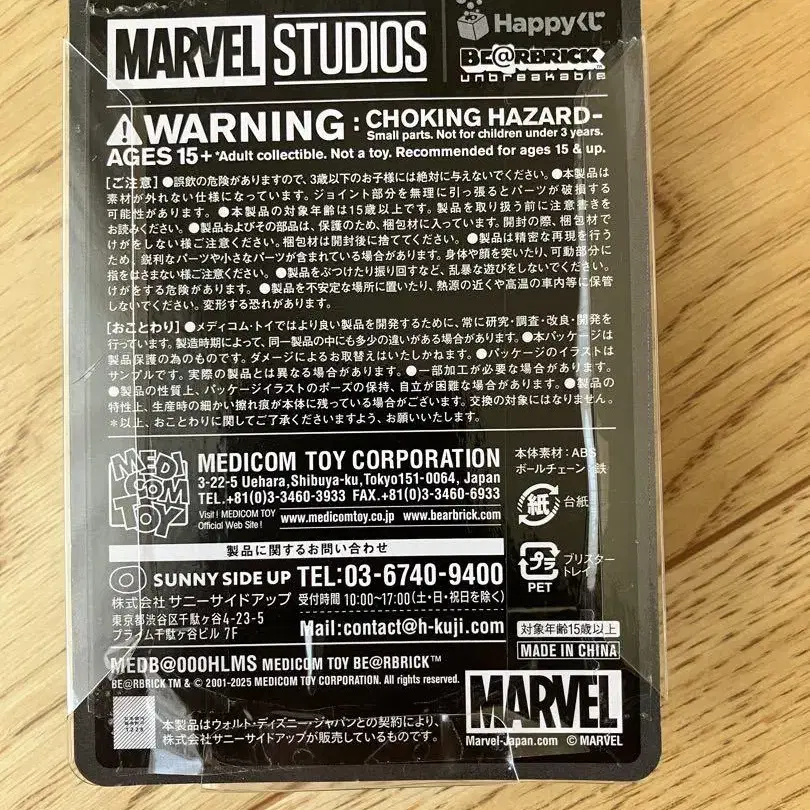 MARVEL STUDIOS
Happyくじ
BE@RBRICK
unbreakable
WARNING : CHOKING HAZARD-
Small parts. Not for children under 3 years.
AGES 15+ *Adult collectible. Not a toy. Recommended for ages 15 & up.
[ご注意] ●誤飲の危険がありますので、3歳以下のお子様には絶対に与えないでください。●本製品は
素材が外れない仕様になっています。ジョイント部分を無理に引っ張るとパーツが破損する
可能性があります。●本製品の対象年齢は15歳以上です。製品を取り扱う前に注意書きを
お読みください。●製品およびその部品は、保護のため、梱包材に入っています。開封の際、梱包材で
けがをしない様ご注意ください。梱包材は開封後に捨ててください。●製品は精密な再現を行う
ため、鋭利なパーツや小さなパーツが含まれている場合があります。身体や顔を突いたり、可動部分に
指をはさまない様ご注意ください。●製品をぶつけたり振り回すなど、乱暴な遊びをしないでください。
けがをする危険があります。●製品を不安定な場所に置いたり、熱源の近くや高温の車内等に保管
しないでください。変形する恐れがあります。
[おことわり] ●メディコム・トイではより良い製品を開発するために、常に研究・調査・改良・開発を
行っています。製造時期によって、同一製品の中にも多少の違いがある場合があります。●本パッケージは
製品保護の為のものです。ダメージによるお取替えはいたしかねます。●パッケージのイラストは
サンプルです。実際の製品とは異なる場合があります。●一部加工が必要な場合があります。
●製品の性質上、パッケージイラストのポーズの保持、自立が困難な場合があります。●製品の
特性上、生産時の細かい擦れ痕が本体に残っている場合がございます。交換の対象にはなりません。
*以上、おことわりに関してご了承くださいますよう、お願いいたします。
MEDICOM TOY
MEDICOM TOY CORPORATION
3-22-5 Uehara,Shibuya-ku,Tokyo151-0064, Japan
TEL.+81(0)3-3460-3933 FAX.+81(0)3-3460-6933
Visit! MEDICOM TOY
Official Web Site!
www.medicomtoy.co.jp www.bearbrick.com
本体素材:ABS
ボールチェーン:鉄
紙 台紙
プラ ブリスター
トレイ
PET
製品に関するお問い合わせ
SUNNY SIDE UP TEL:03-6740-9400
株式会社 サニーサイドアップ 受付時間 10:00~17:00(土・日・祝日を除く)
東京都渋谷区千駄ヶ谷4-23-5
プライム千駄ヶ谷ビル 7F
Mail:contact@h-kuji.com
対象年齢15歳以上
MADE IN CHINA
MEDB@000HLMS MEDICOM TOY BE@RBRICK™
BE@RBRICK TM & © 2001-2025 MEDICOM TOY CORPORATION. All rights reserved.
MARVEL
Marvel-Japan.com © MARVEL
本製品はウォルト・ディズニー・ジャパンとの契約により、
株式会社サニーサイドアップが販売しているものです。